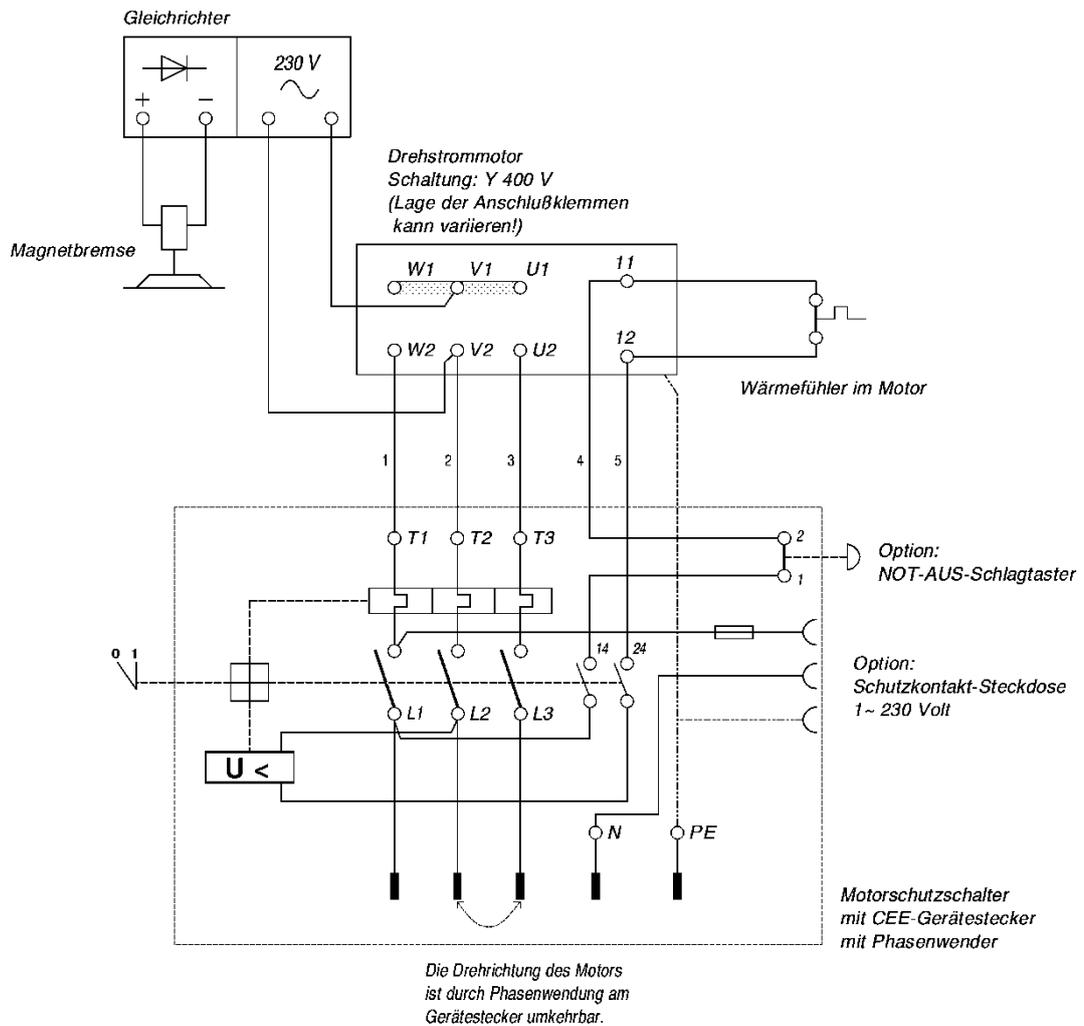 Gleichrichter
230 V
+ −
Drehstrommotor
Schaltung: Y 400 V
(Lage der Anschlußklemmen
kann variieren!)
Magnetbremse
W1 V1 U1
11
W2 V2 U2
12
Wärmefühler im Motor
1 2 3 4 5
T1 T2 T3
2
1
Option:
NOT-AUS-Schlagtaster
0 1
14 24
Option:
Schutzkontakt-Steckdose
1~ 230 Volt
L1 L2 L3
U <
N PE
Motorschutzschalter
mit CEE-Gerätestecker
mit Phasenwender
Die Drehrichtung des Motors
ist durch Phasenwendung am
Gerätestecker umkehrbar.